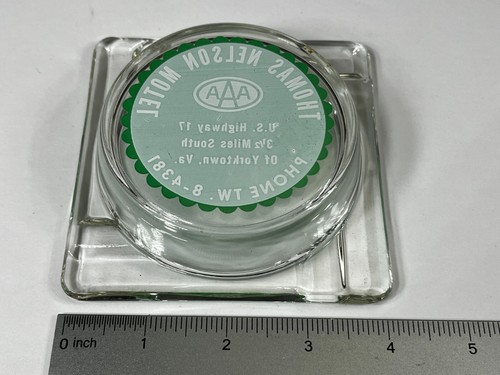 THOMAS NELSON MOTEL
AAA
U.S. Highway 17
3½ Miles South
Of Yorktown, Va.
PHONE TW. 8-4381
0 inch 1 2 3 4 5